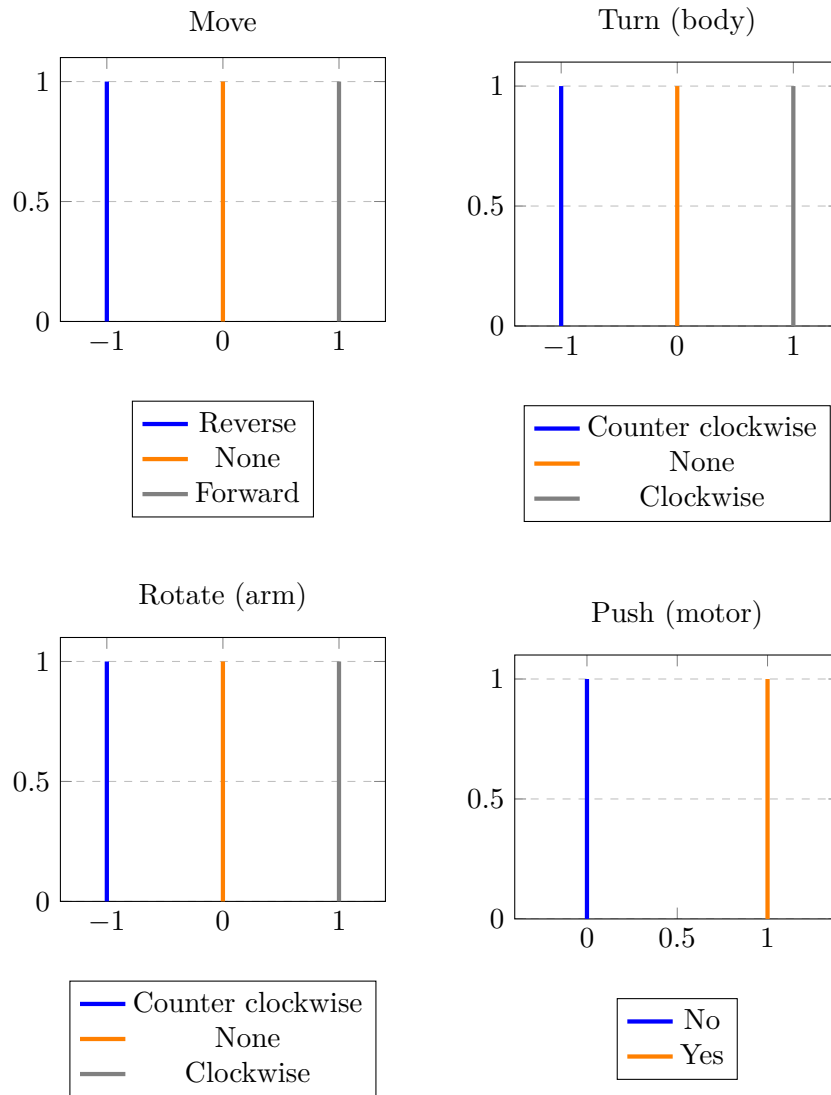 Move
1
0.5
0
−1 0 1
Reverse
None
Forward
Turn (body)
1
0.5
0
−1 0 1
Counter clockwise
None
Clockwise
Rotate (arm)
1
0.5
0
−1 0 1
Counter clockwise
None
Clockwise
Push (motor)
1
0.5
0
0 0.5 1
No
Yes